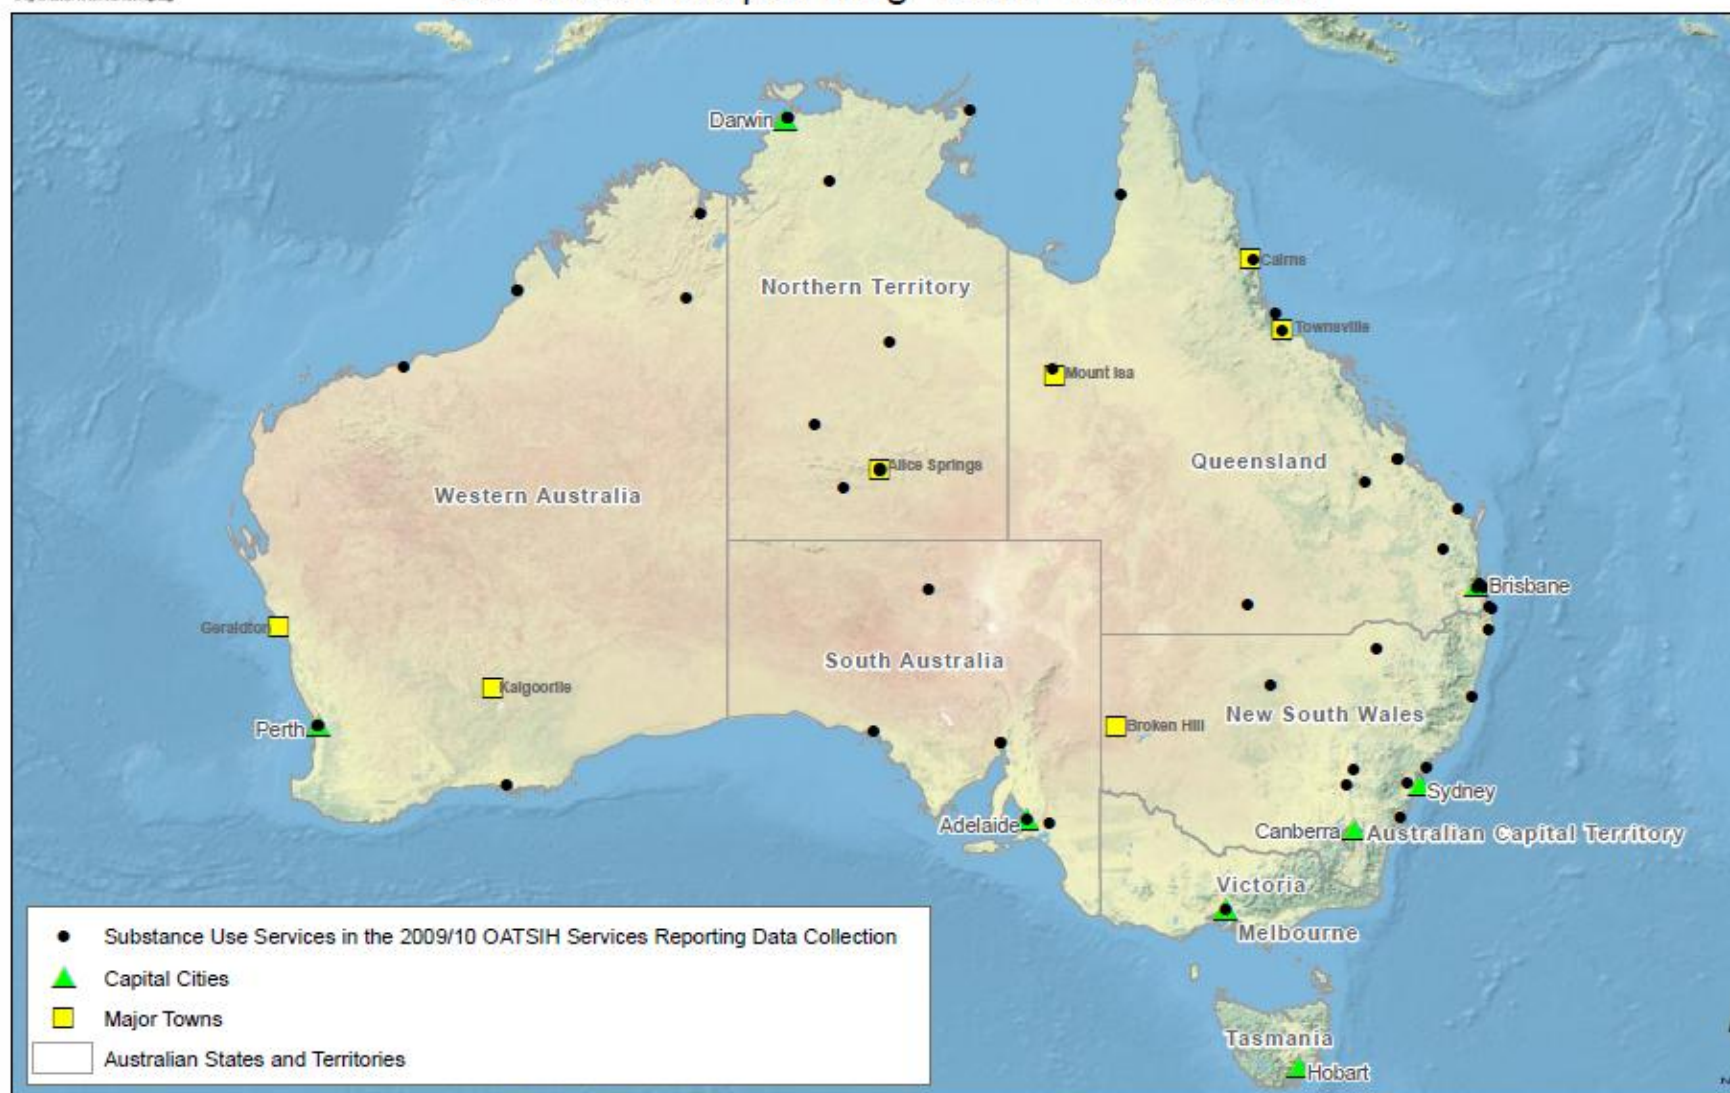 Darwin
Northern Territory
Cairns
Townsville
Mount Isa
Alice Springs
Queensland
Western Australia
Brisbane
Geraldton
South Australia
Kalgoorlie
New South Wales
Perth
Broken Hill
Sydney
Adelaide
Canberra
Australian Capital Territory
Victoria
Melbourne
Substance Use Services in the 2009/10 OATSIH Services Reporting Data Collection
Capital Cities
Major Towns
Australian States and Territories
Tasmania
Hobart